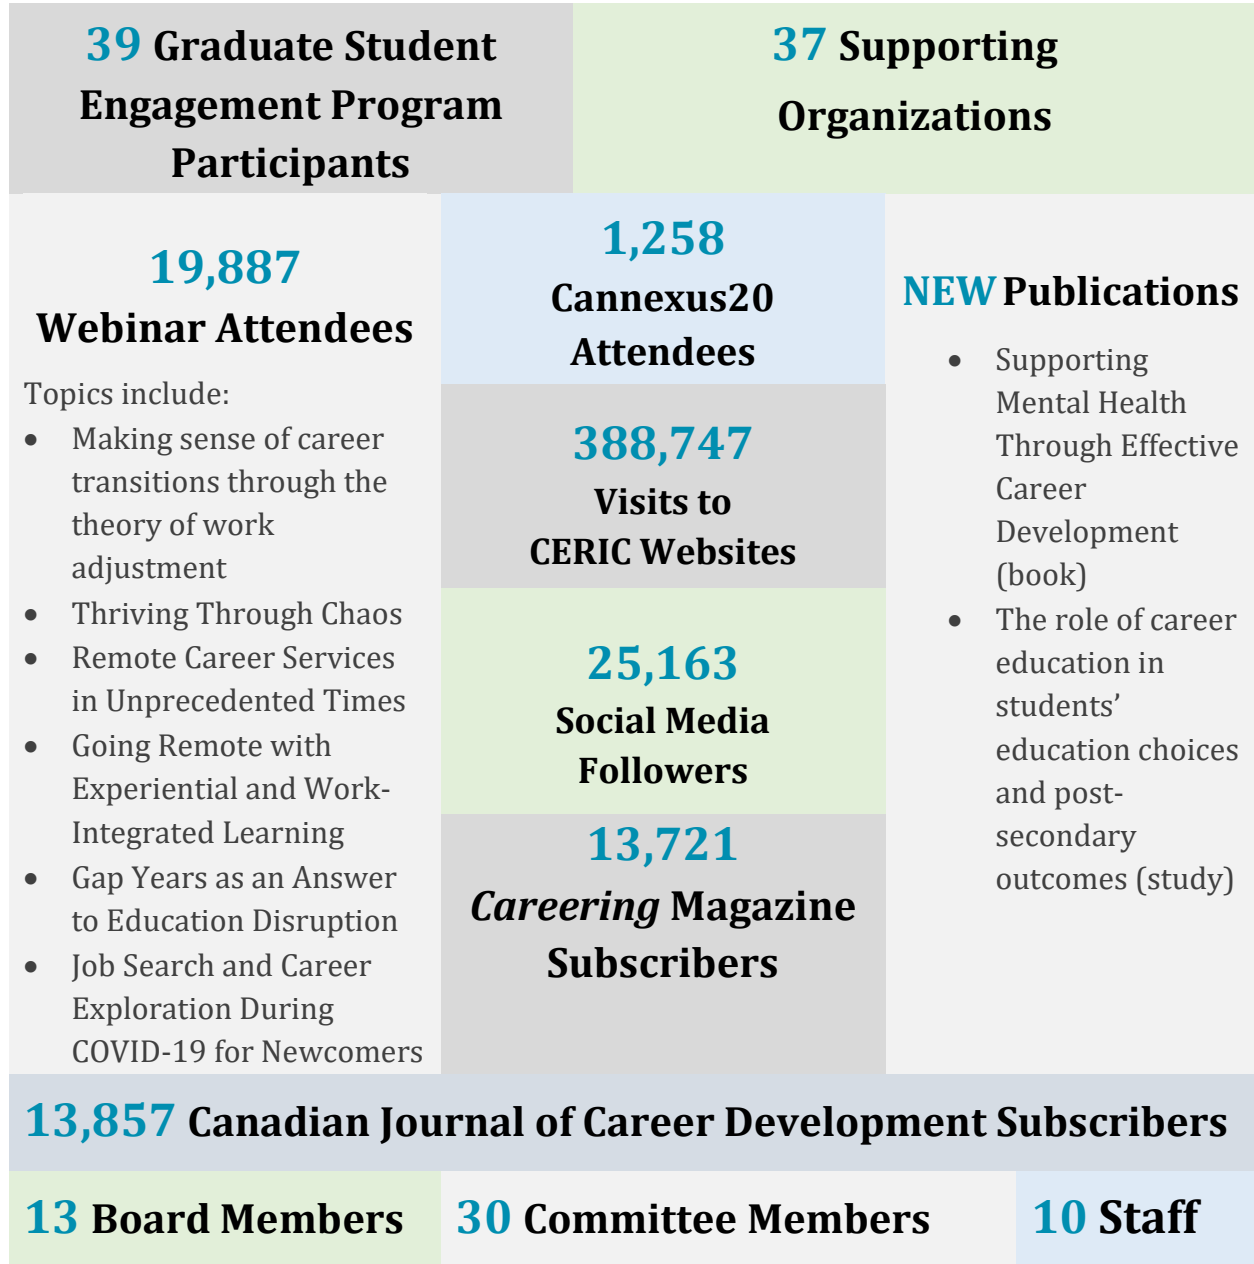 39 Graduate Student
Engagement Program
Participants
37 Supporting
Organizations
19,887
Webinar Attendees
Topics include:
• Making sense of career
transitions through the
theory of work
adjustment
• Thriving Through Chaos
• Remote Career Services
in Unprecedented Times
• Going Remote with
Experiential and Work-
Integrated Learning
• Gap Years as an Answer
to Education Disruption
• Job Search and Career
Exploration During
COVID-19 for Newcomers
1,258
Cannexus20
Attendees
388,747
Visits to
CERIC Websites
25,163
Social Media
Followers
13,721
Careering Magazine
Subscribers
NEW Publications
• Supporting
Mental Health
Through Effective
Career
Development
(book)
• The role of career
education in
students’
education choices
and post-
secondary
outcomes (study)
13,857 Canadian Journal of Career Development Subscribers
13 Board Members
30 Committee Members
10 Staff